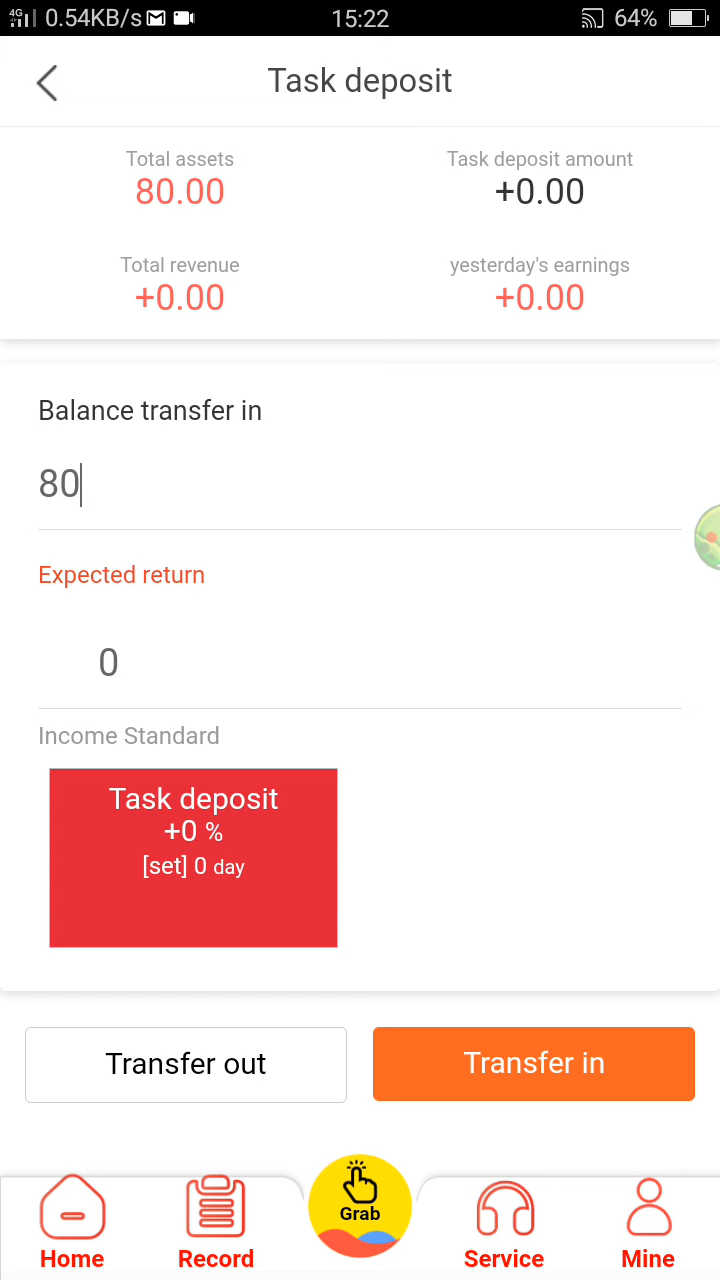 4G 0.54KB/s 15:22 64%
Task deposit
Total assets Task deposit amount
80.00 +0.00
Total revenue yesterday's earnings
+0.00 +0.00
Balance transfer in
80
Expected return
0
Income Standard
Task deposit
+0 %
[set] 0 day
Transfer out Transfer in
Grab
Home Record Service Mine